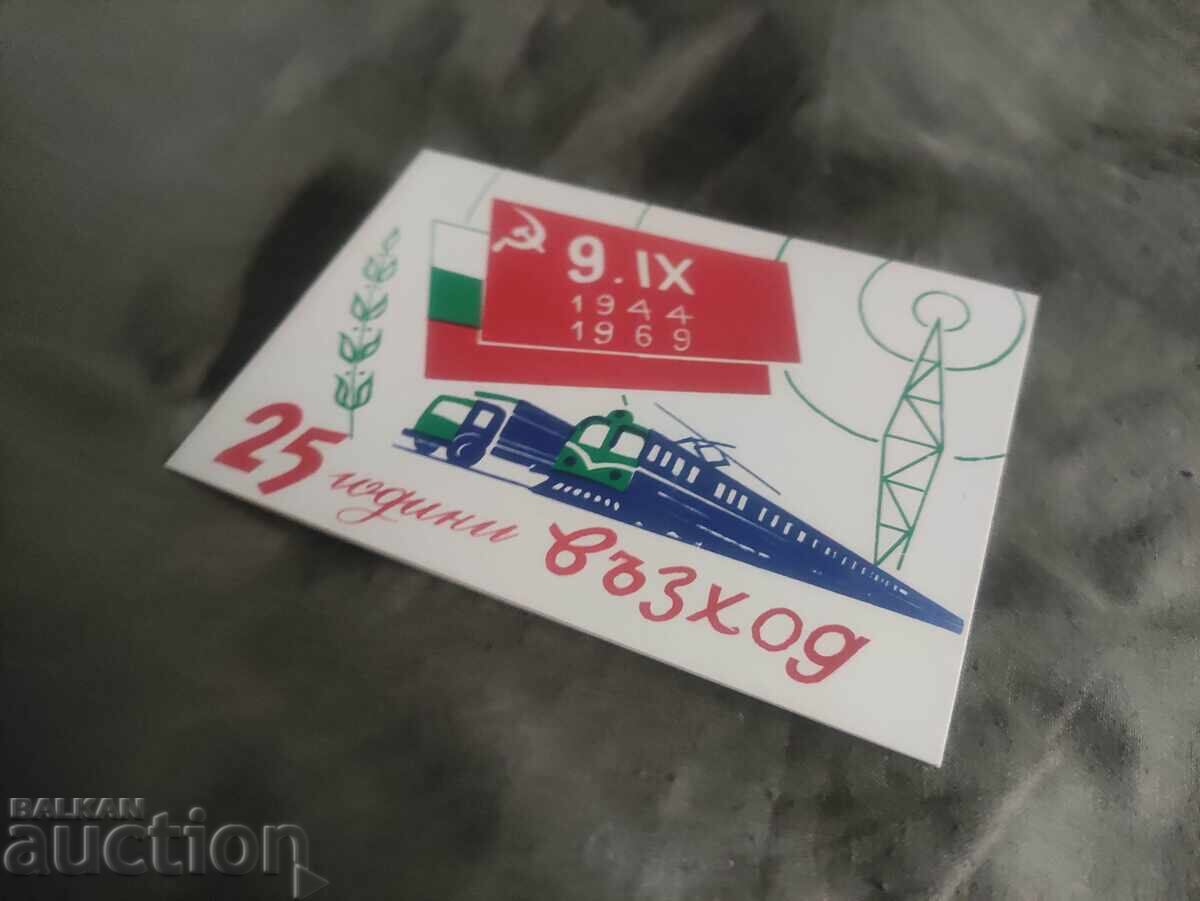 9.IX
1944
1969
25 години възход
BALKAN
auction